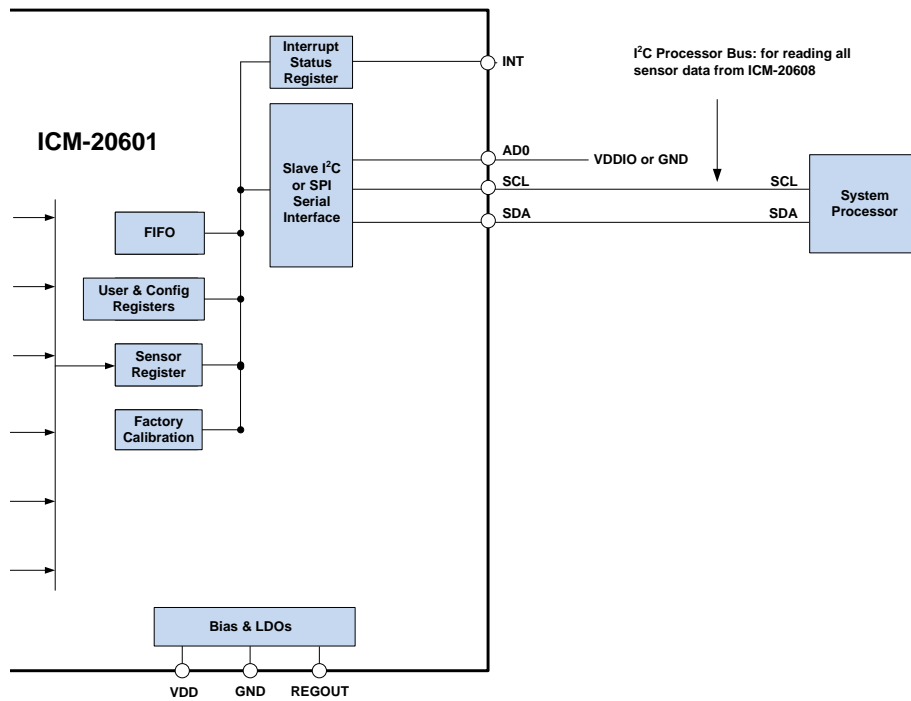 Interrupt
Status
Register
INT
I²C Processor Bus: for reading all
sensor data from ICM-20608
ICM-20601
Slave I²C
or SPI
Serial
Interface
AD0
VDDIO or GND
SCL
SCL
SDA
SDA
System
Processor
FIFO
User & Config
Registers
Sensor
Register
Factory
Calibration
Bias & LDOs
VDD
GND
REGOUT